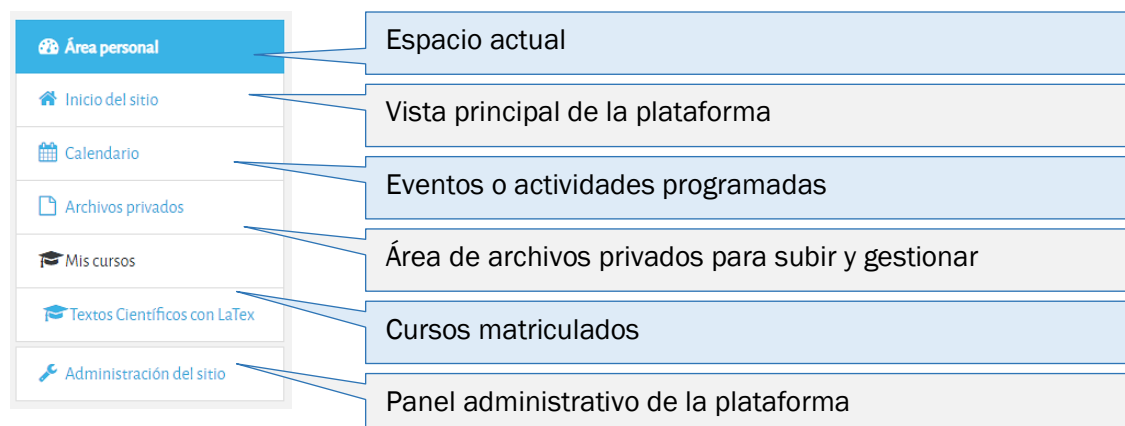 Área personal
Espacio actual
Inicio del sitio
Vista principal de la plataforma
Calendario
Eventos o actividades programadas
Archivos privados
Área de archivos privados para subir y gestionar
Mis cursos
Textos Científicos con LaTex
Cursos matriculados
Administración del sitio
Panel administrativo de la plataforma